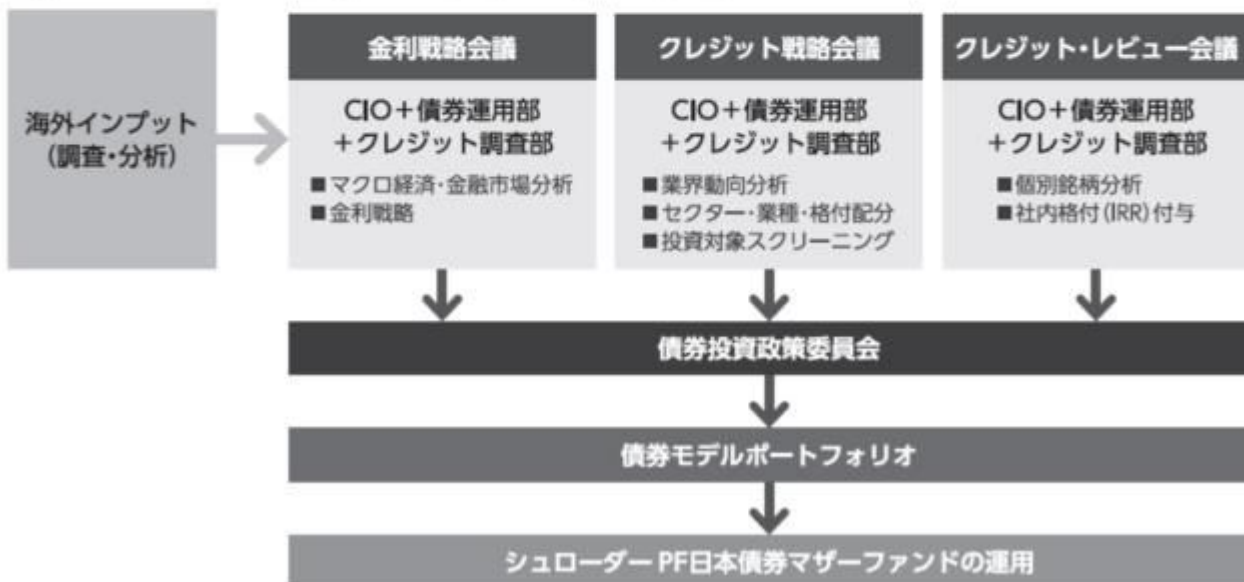 海外インプット
(調査・分析)
金利戦略会議
CIO+債券運用部
+クレジット調査部
■マクロ経済・金融市場分析
■金利戦略
クレジット戦略会議
CIO+債券運用部
+クレジット調査部
■業界動向分析
■セクター・業種・格付配分
■投資対象スクリーニング
クレジット・レビュー会議
CIO+債券運用部
+クレジット調査部
■個別銘柄分析
■社内格付(IRR)付与
債券投資政策委員会
債券モデルポートフォリオ
シュローダーPF日本債券マザーファンドの運用